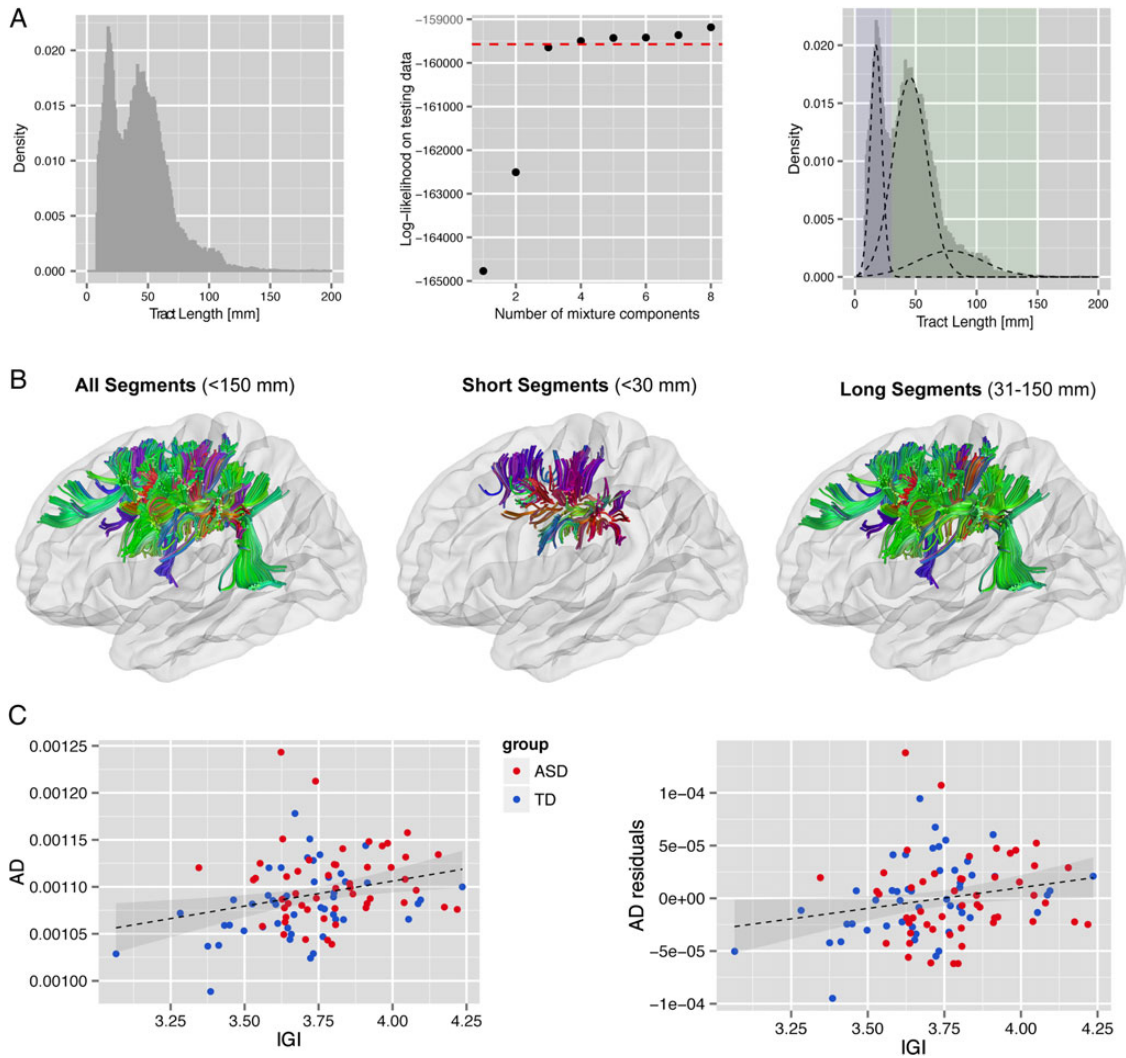 A
Density
0.020
0.015
0.010
0.005
0.000
0 50 100 150 200
Tract Length [mm]
Log−likelihood on testing data
−159000
−160000
−161000
−162000
−163000
−164000
−165000
2 4 6 8
Number of mixture components
Density
0.020
0.015
0.010
0.005
0.000
0 50 100 150 200
Tract Length [mm]
B
All Segments (<150 mm)
Short Segments (<30 mm)
Long Segments (31-150 mm)
C
AD
0.00125
0.00120
0.00115
0.00110
0.00105
0.00100
3.25 3.50 3.75 4.00 4.25
lGI
group
ASD
TD
AD residuals
1e−04
5e−05
0e+00
−5e−05
−1e−04
3.25 3.50 3.75 4.00 4.25
lGI